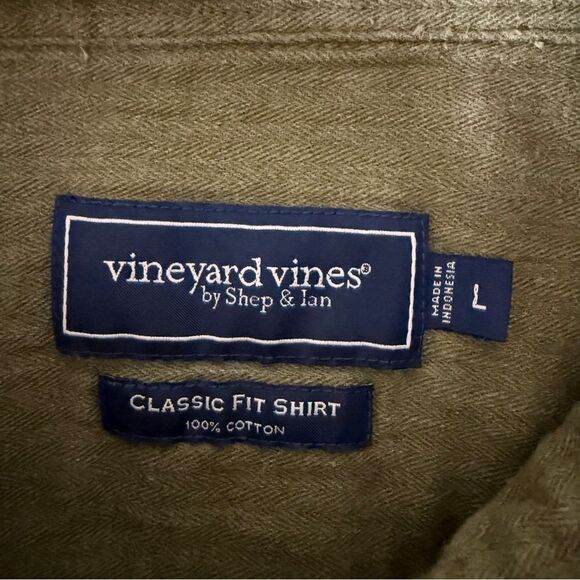 vineyard vines®
by Shep & Ian
MADE IN
INDONESIA
L
CLASSIC FIT SHIRT
100% COTTON